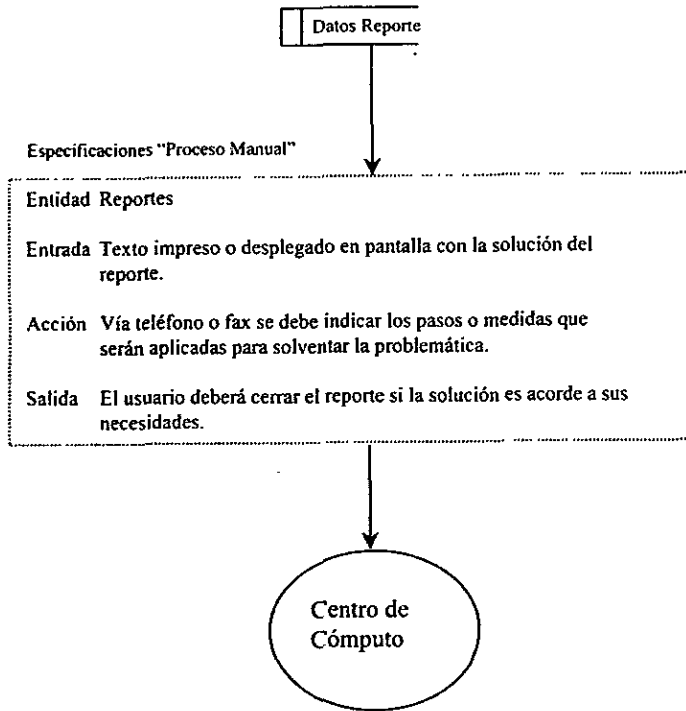 Datos Reporte
Especificaciones "Proceso Manual"
Entidad Reportes
Entrada Texto impreso o desplegado en pantalla con la solución del
reporte.
Acción Vía teléfono o fax se debe indicar los pasos o medidas que
serán aplicadas para solventar la problemática.
Salida El usuario deberá cerrar el reporte si la solución es acorde a sus
necesidades.
Centro de
Cómputo